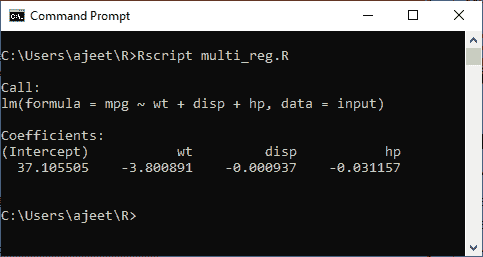 Command Prompt
C:\Users\ajeet\R>Rscript multi_reg.R
Call:
lm(formula = mpg ~ wt + disp + hp, data = input)
Coefficients:
(Intercept)           wt         disp           hp
  37.105505    -3.800891    -0.000937    -0.031157
C:\Users\ajeet\R>